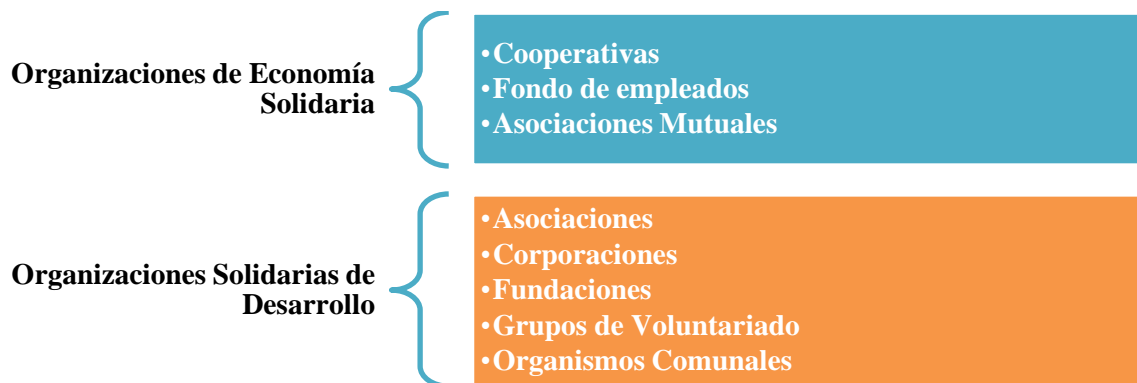 Organizaciones de Economía
Solidaria
•Cooperativas
•Fondo de empleados
•Asociaciones Mutuales
Organizaciones Solidarias de
Desarrollo
•Asociaciones
•Corporaciones
•Fundaciones
•Grupos de Voluntariado
•Organismos Comunales